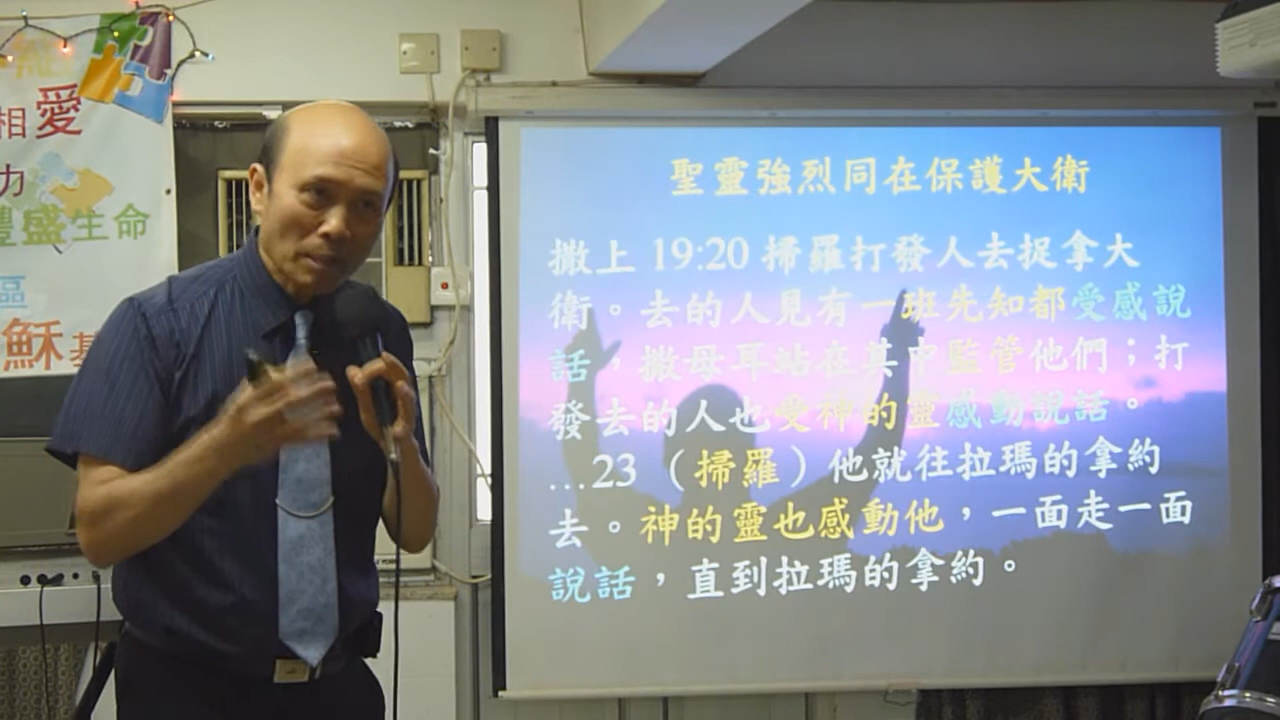 相愛
力
豐盛生命
區
穌基
聖靈強烈同在保護大衛
撒上 19:20 掃羅打發人去捉拿大
衛。去的人見有一班先知都受感說
話，撒母耳站在其中監管他們；打
發去的人也受神的靈感動說話。
…23 （掃羅）他就往拉瑪的拿約
去。神的靈也感動他，一面走一面
說話，直到拉瑪的拿約。